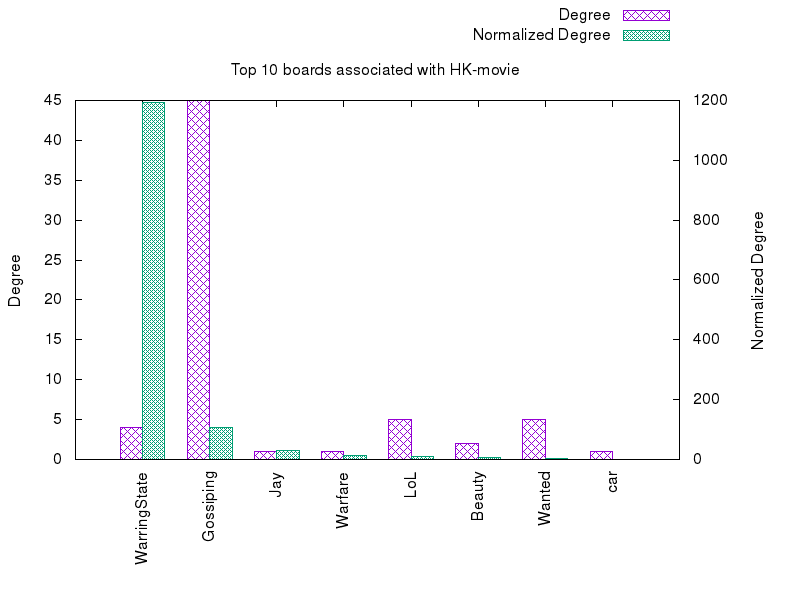 Degree
Normalized Degree
Top 10 boards associated with HK-movie
45
40
35
30
25
20
15
10
5
0
1200
1000
800
600
400
200
0
Degree
Normalized Degree
WarringState
Gossiping
Jay
Warfare
LoL
Beauty
Wanted
car